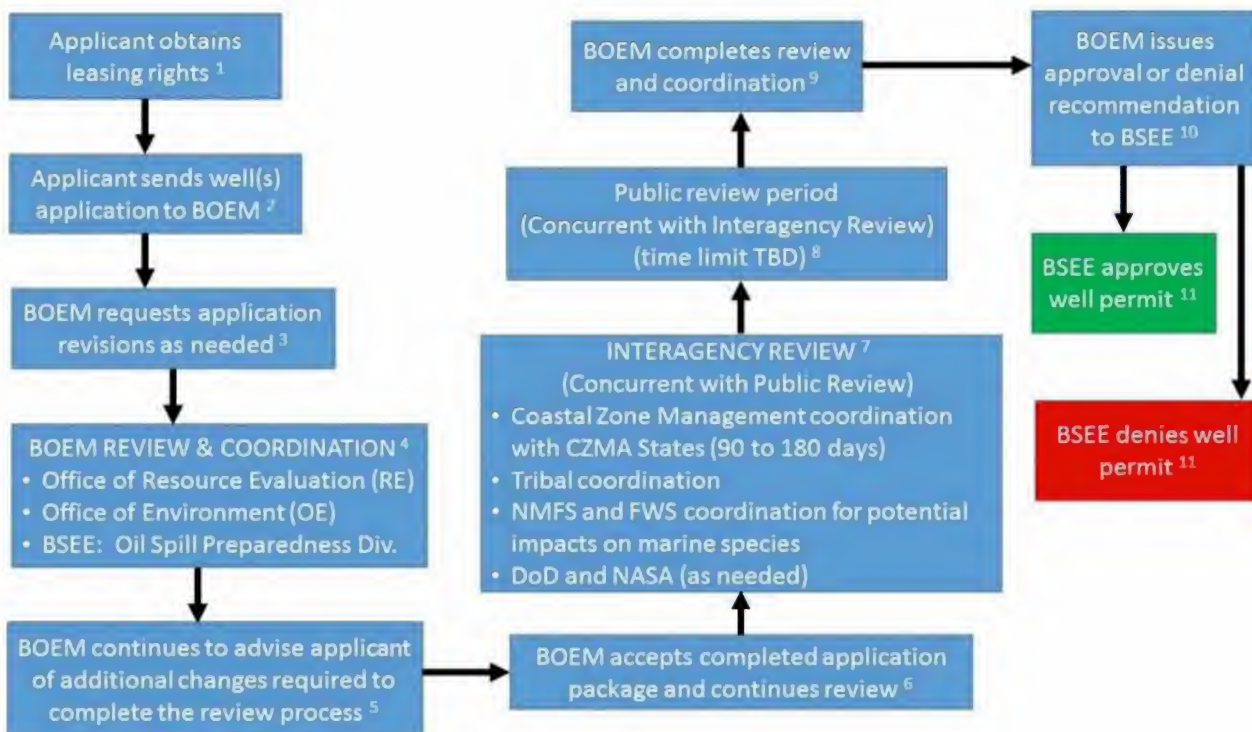 Applicant obtains
leasing rights 1
Applicant sends well(s)
application to BOEM 2
BOEM requests application
revisions as needed 3
BOEM REVIEW & COORDINATION 4
• Office of Resource Evaluation (RE)
• Office of Environment (OE)
• BSEE: Oil Spill Preparedness Div.
BOEM continues to advise applicant
of additional changes required to
complete the review process 5
BOEM accepts completed application
package and continues review 6
INTERAGENCY REVIEW 7
(Concurrent with Public Review)
• Coastal Zone Management coordination
with CZMA States (90 to 180 days)
• Tribal coordination
• NMFS and FWS coordination for potential
impacts on marine species
• DoD and NASA (as needed)
Public review period
(Concurrent with Interagency Review)
(time limit TBD) 8
BOEM completes review
and coordination 9
BOEM issues
approval or denial
recommendation
to BSEE 10
BSEE approves
well permit 11
BSEE denies well
permit 11